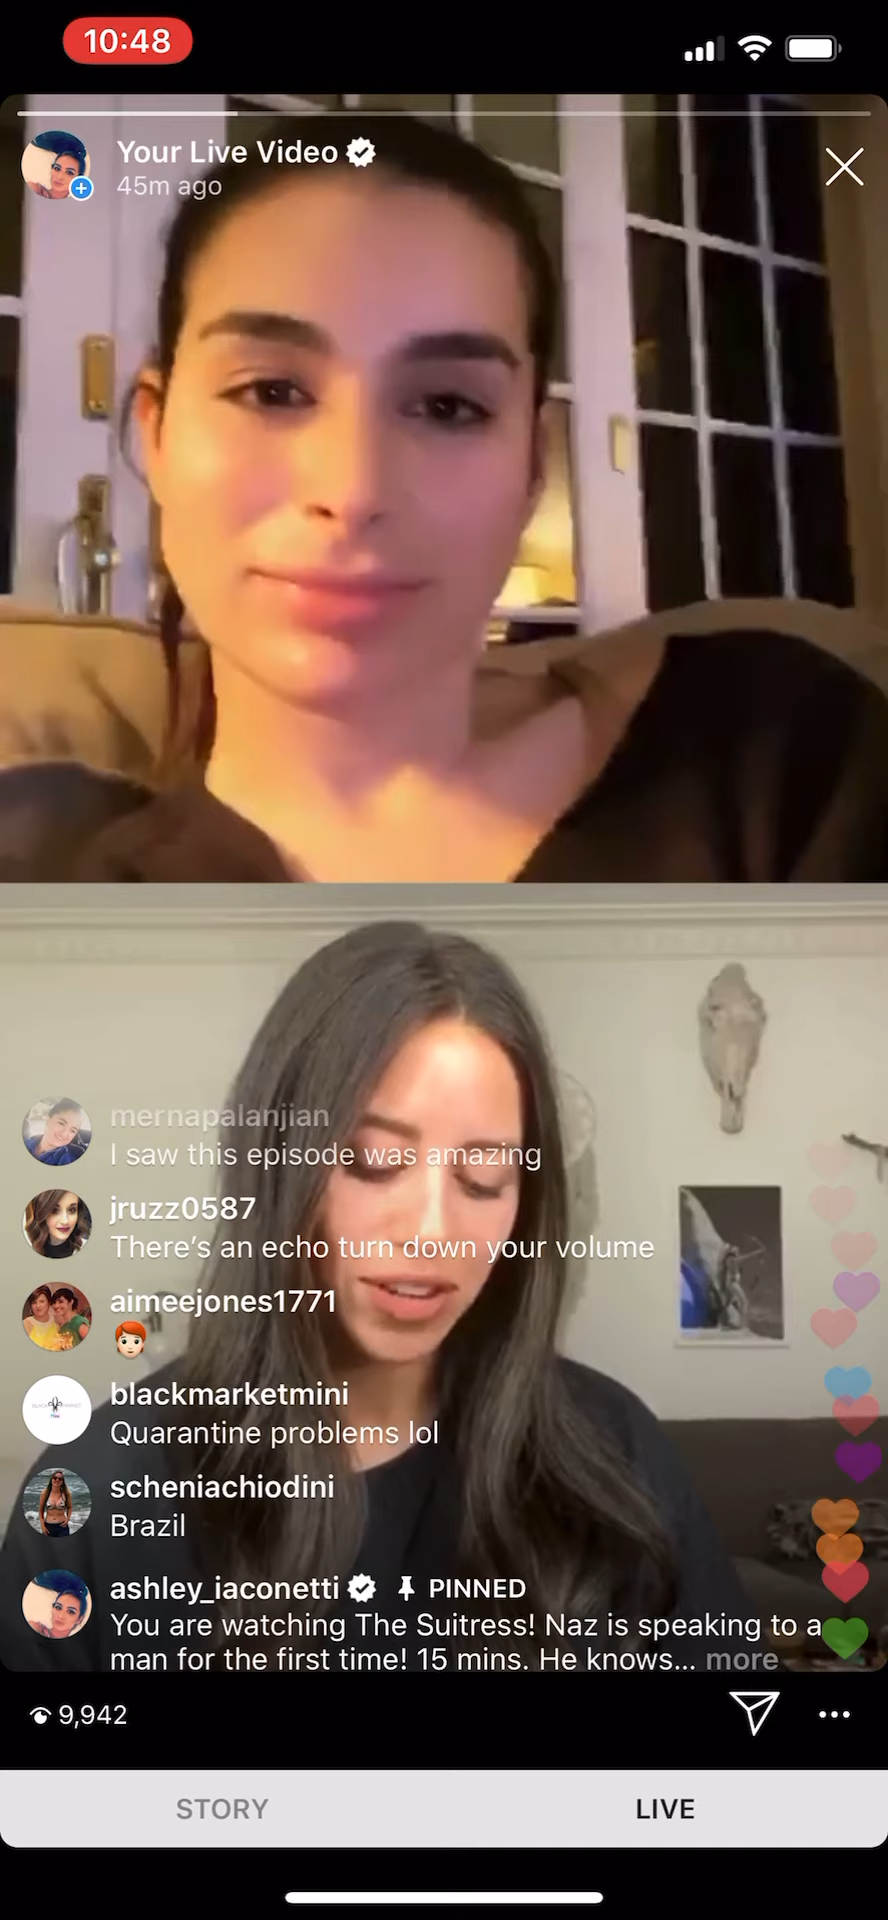 10:48
Your Live Video
45m ago
mernapalanjian
I saw this episode was amazing
jruzz0587
There's an echo turn down your volume
aimeejones1771
blackmarketmini
Quarantine problems lol
scheniachiodini
Brazil
ashley_iaconetti PINNED
You are watching The Suitress! Naz is speaking to a
man for the first time! 15 mins. He knows... more
9,942
STORY
LIVE